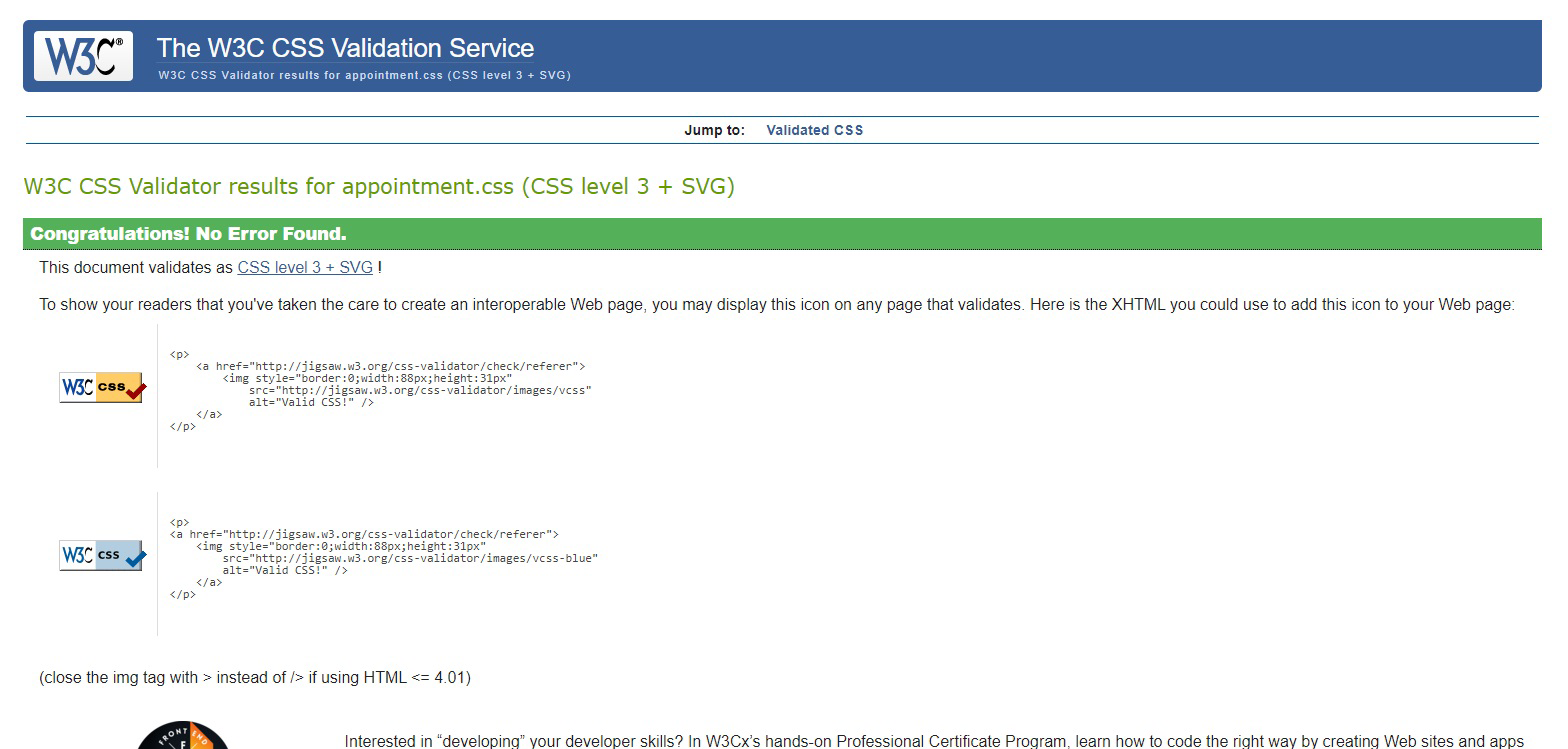 W3C®
The W3C CSS Validation Service
W3C CSS Validator results for appointment.css (CSS level 3 + SVG)
Jump to: Validated CSS
W3C CSS Validator results for appointment.css (CSS level 3 + SVG)
Congratulations! No Error Found.
This document validates as CSS level 3 + SVG !
To show your readers that you've taken the care to create an interoperable Web page, you may display this icon on any page that validates. Here is the XHTML you could use to add this icon to your Web page:
W3C css
<p>
    <a href="http://jigsaw.w3.org/css-validator/check/referer">
        <img style="border:0;width:88px;height:31px"
            src="http://jigsaw.w3.org/css-validator/images/vcss"
            alt="Valid CSS!" />
    </a>
</p>
W3C css
<p>
<a href="http://jigsaw.w3.org/css-validator/check/referer">
    <img style="border:0;width:88px;height:31px"
        src="http://jigsaw.w3.org/css-validator/images/vcss-blue"
        alt="Valid CSS!" />
    </a>
</p>
(close the img tag with > instead of /> if using HTML <= 4.01)
FRONT END
F
Interested in “developing” your developer skills? In W3Cx’s hands-on Professional Certificate Program, learn how to code the right way by creating Web sites and apps